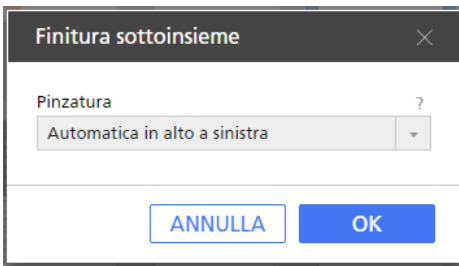 Finitura sottoinsieme
Pinzatura ?
Automatica in alto a sinistra
ANNULLA OK